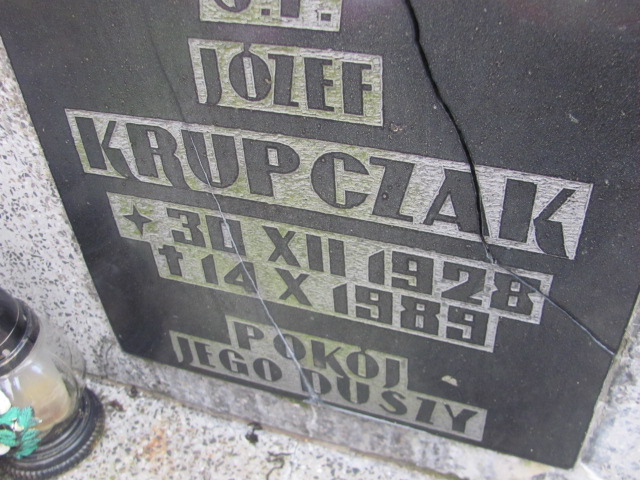 Ś.P.
JÓZEF
KRUPCZAK
30 XII 1928
† 14 X 1989
POKÓJ
JEGO DUSZY